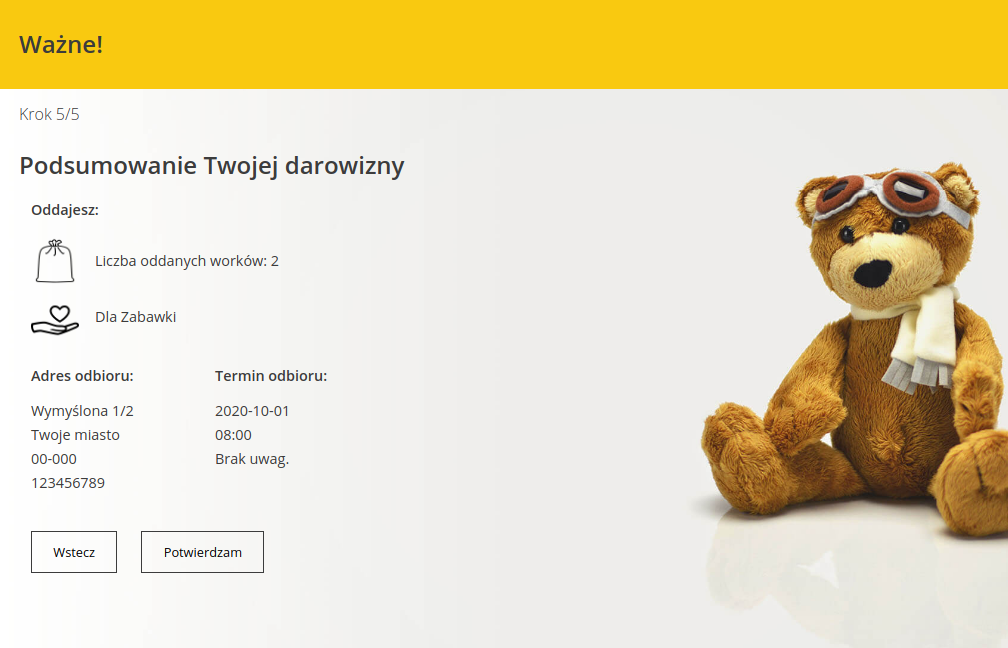 Ważne!
Krok 5/5
Podsumowanie Twojej darowizny
Oddajesz:
Liczba oddanych worków: 2
Dla Zabawki
Adres odbioru:
Wymyślona 1/2
Twoje miasto
00-000
123456789
Termin odbioru:
2020-10-01
08:00
Brak uwag.
Wstecz
Potwierdzam